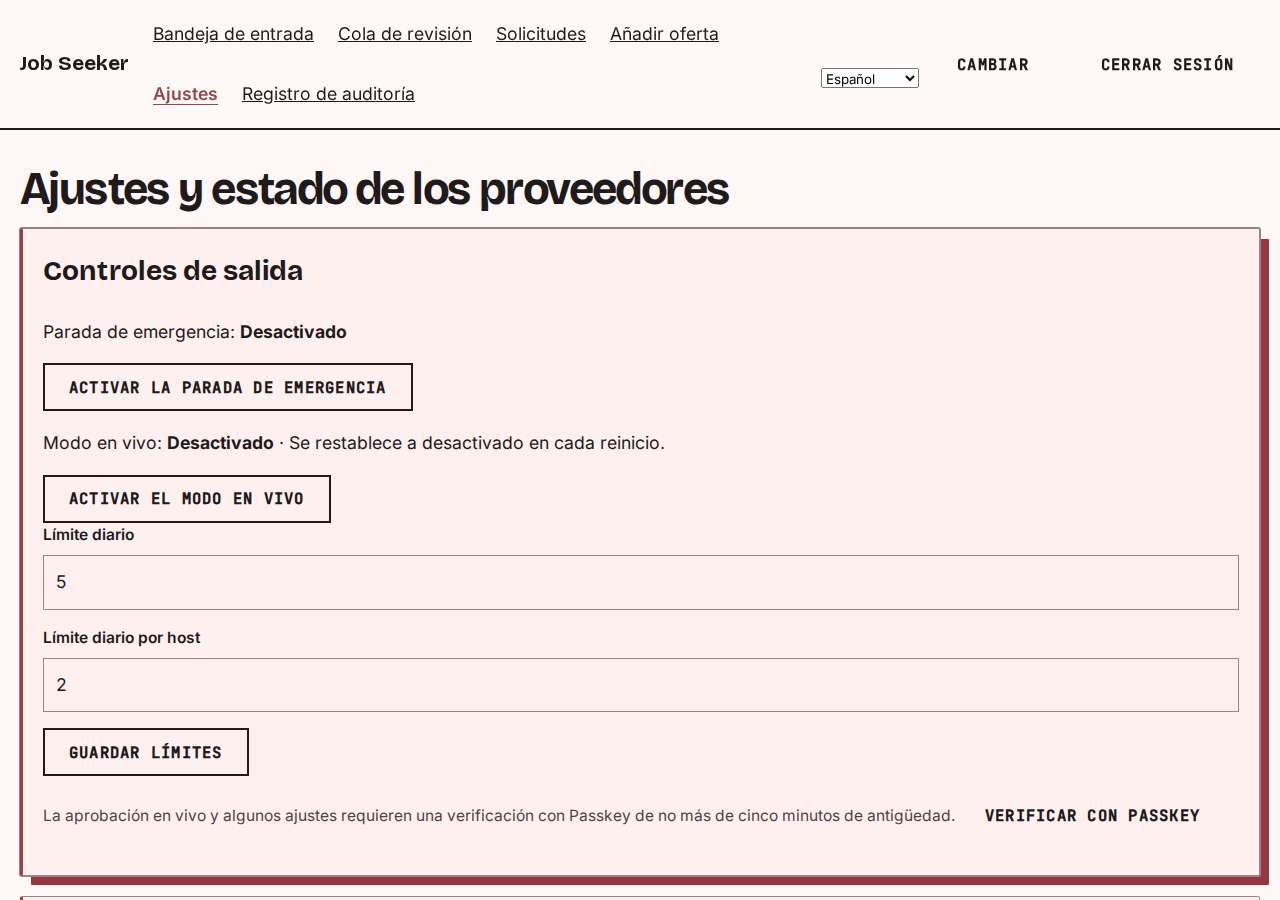 Job Seeker
Bandeja de entrada Cola de revisión Solicitudes Añadir oferta
Ajustes Registro de auditoría
Español
CAMBIAR
CERRAR SESIÓN
Ajustes y estado de los proveedores
Controles de salida
Parada de emergencia: Desactivado
ACTIVAR LA PARADA DE EMERGENCIA
Modo en vivo: Desactivado · Se restablece a desactivado en cada reinicio.
ACTIVAR EL MODO EN VIVO
Límite diario
5
Límite diario por host
2
GUARDAR LÍMITES
La aprobación en vivo y algunos ajustes requieren una verificación con Passkey de no más de cinco minutos de antigüedad. VERIFICAR CON PASSKEY